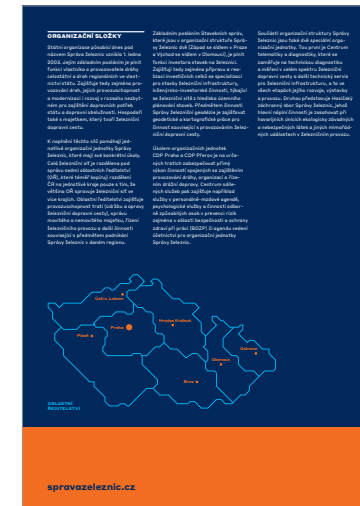 ORGANIZAČNÍ SLOŽKY
Státní organizace působící dnes pod
názvem Správa železnic vznikla 1. ledna
2003. Jejím základním posláním je plnit
funkci vlastníka a provozovatele dráhy
celostátní a drah regionálních ve vlast-
nictví státu. Zajišťuje tedy zejména pro-
vozování drah, jejich provozuschopnost
a modernizaci i rozvoj v rozsahu nezbyt-
ném pro zajištění dopravních potřeb
státu a dopravní obslužnosti. Hospodaří
také s majetkem, který tvoří železniční
dopravní cestu.
K naplnění těchto cílů pomáhají jed-
notlivé organizační jednotky Správy
železnic, které mají své konkrétní úkoly.
Celá železniční síť je rozdělena pod
správu sedmi oblastních ředitelství
(OŘ), které téměř kopírují rozdělení
ČR na jednotlivé kraje pouze s tím, že
většina OŘ spravuje železniční síť ve
více krajích. Oblastní ředitelství zajišťuje
provozuschopnost trati (údržbu a opravy
železniční dopravní cesty), správu
movitého a nemovitého majetku, řízení
železničního provozu a další činnosti
související s předmětem podnikání
Správy železnic v daném regionu.
Základním posláním Stavebních správ,
které jsou v organizační struktuře Sprá-
vy železnic dvě (Západ se sídlem v Praze
a Východ se sídlem v Olomouci), je plnit
funkci investora staveb na železnici.
Zajišťují tedy zejména přípravu a rea-
lizaci investičních celků se specializací
pro stavby železniční infrastruktury,
inženýrsko-investorské činnosti, týkající
se železniční sítě z hlediska územního
plánování staveb. Předmětem činnosti
Správy železniční geodézie je zajišťovat
geodetické a kartografické práce pro
činnost související s provozováním želez-
niční dopravní cesty.
Úkolem organizačních jednotek
CDP Praha a CDP Přerov je na urče-
ných tratích zabezpečovat přímý
výkon činností spojených se zajištěním
provozování dráhy, organizací a říze-
ním drážní dopravy. Centrum sdíle-
ných služeb pak zajišťuje například
služby v personálně-mzdové agendě,
psychologické služby a činnosti odbor-
ně způsobilých osob v prevenci rizik
zejména v oblasti bezpečnosti a ochrany
zdraví při práci (BOZP) či agendu vedení
účetnictví pro organizační jednotky
Správy železnic.
Součástí organizační struktury Správy
železnic jsou také dvě speciální orga-
nizační jednotky. Tou první je Centrum
telematiky a diagnostiky, které se
zaměřuje na technickou diagnostiku
a měření v celém spektru železniční
dopravní cesty a další technický servis
pro železniční infrastrukturu, a to ve
všech etapách jejího rozvoje, výstavby
a provozu. Druhou představuje Hasičský
záchranný sbor Správy železnic, jehož
hlavní náplní činnosti je zasahovat při
havarijních únicích ekologicky závadných
a nebezpečných látek a jiných mimořád-
ných událostech v železničním provozu.
Ústí n. Labem
Hradec Králové
Praha
Plzeň
Ostrava
Olomouc
Brno
OBLASTNÍ
ŘEDITELSTVÍ
spravazeleznic.cz